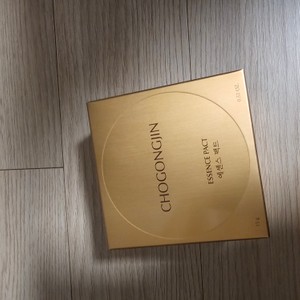 CHOGONGJIN
ESSENCE PACT
에센스 팩트